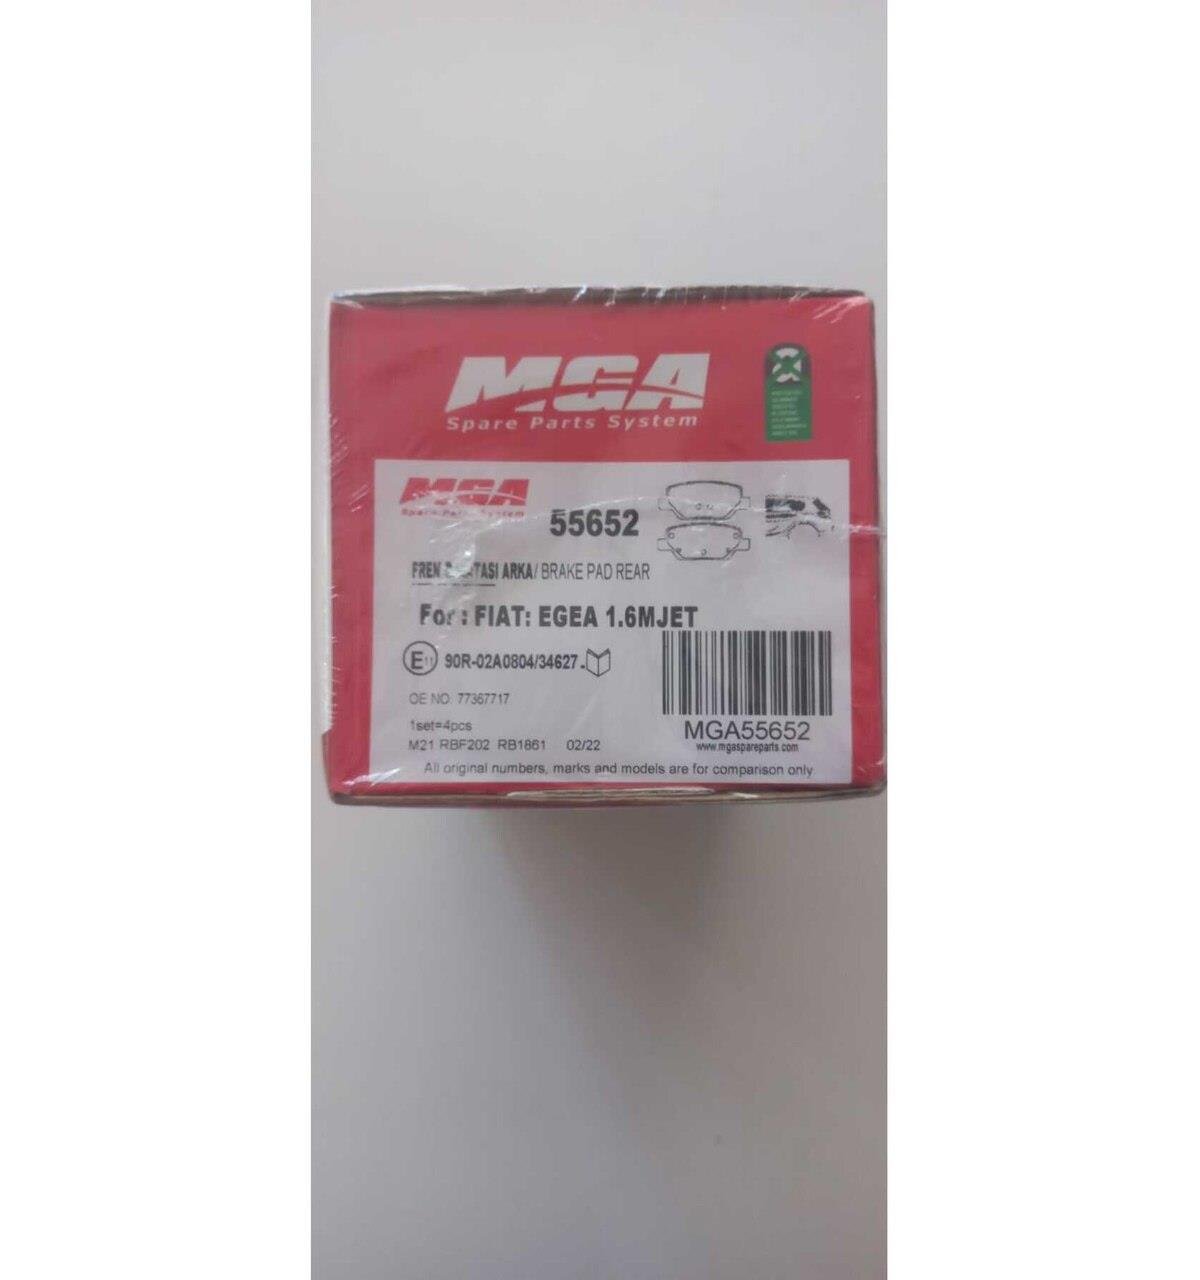 MGA
Spare Parts System
MGA
Spare Parts System
55652
FREN ARKA/ BRAKE PAD REAR
For : FIAT: EGEA 1.6MJET
E11 90R-02A0804/34627
OE NO: 77367717
1set=4pcs
M21 RBF202 RB1861 02/22
MGA55652
www.mgaspareparts.com
All original numbers, marks and models are for comparison only